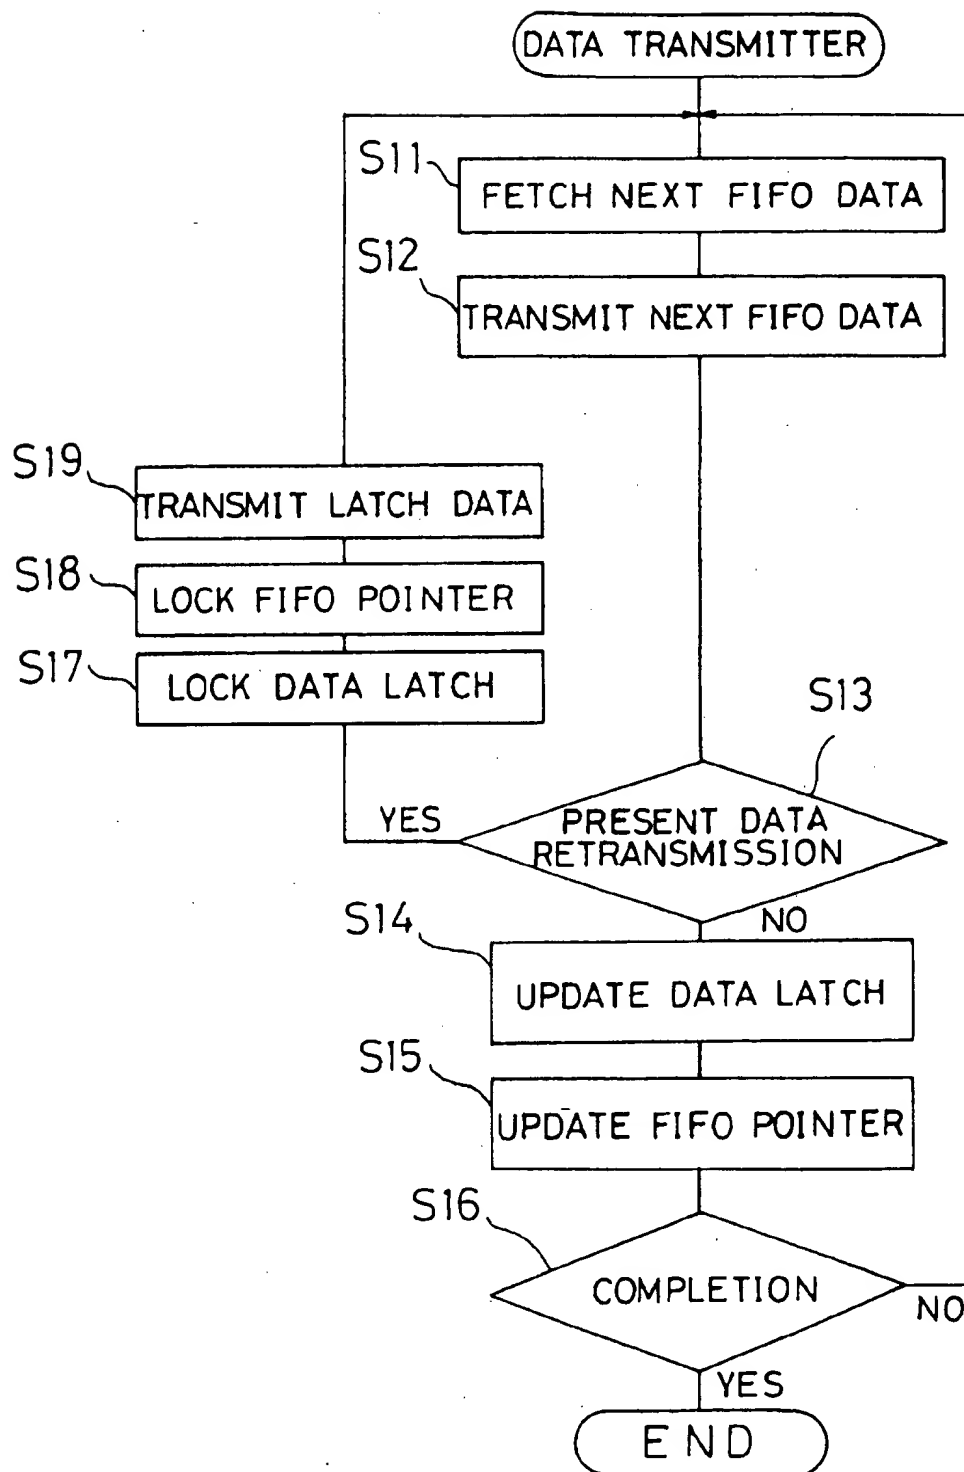 DATA TRANSMITTER
S11
FETCH NEXT FIFO DATA
S12
TRANSMIT NEXT FIFO DATA
S19
TRANSMIT LATCH DATA
S18
LOCK FIFO POINTER
S17
LOCK DATA LATCH
S13
YES
PRESENT DATA
RETRANSMISSION
NO
S14
UPDATE DATA LATCH
S15
UPDATE FIFO POINTER
S16
COMPLETION
NO
YES
END